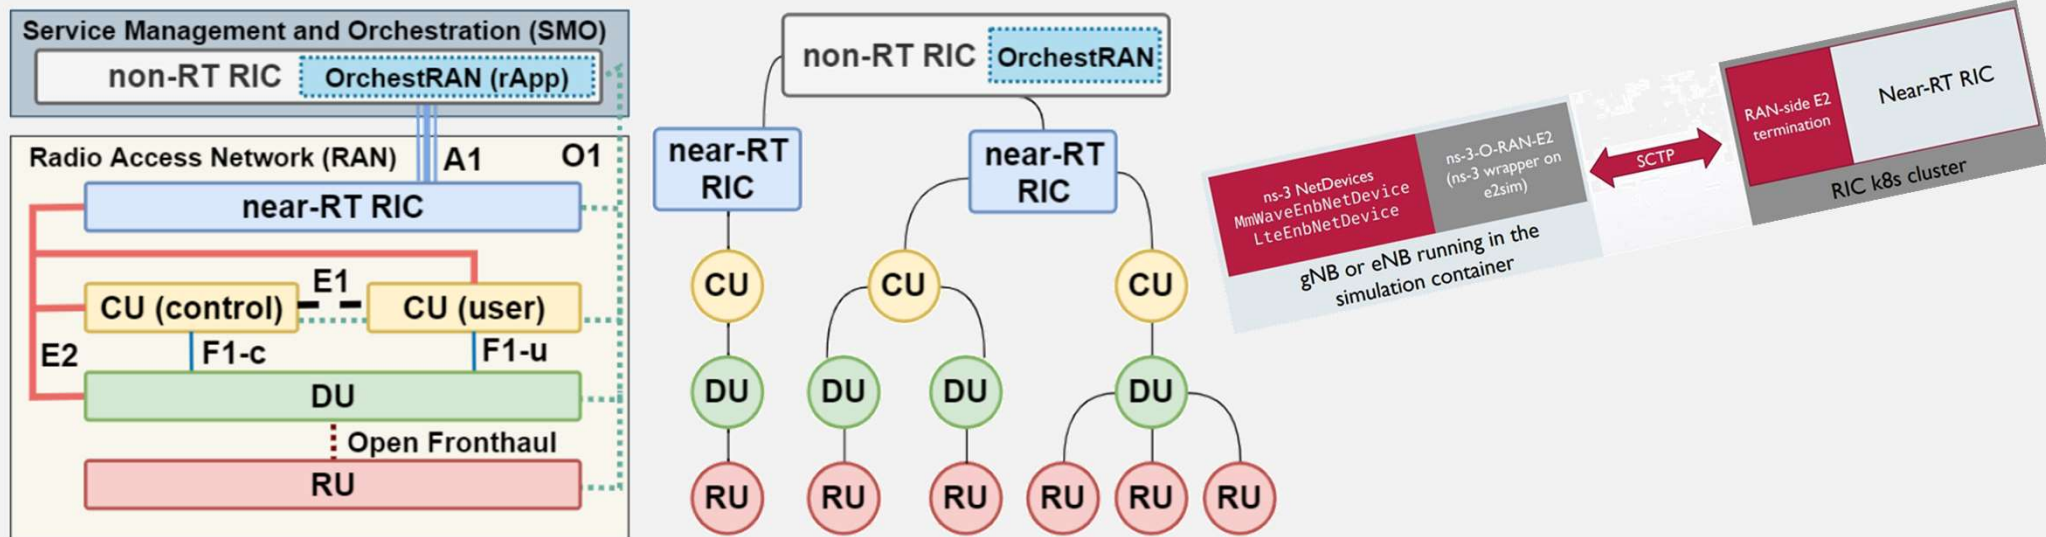 Service Management and Orchestration (SMO)
non-RT RIC
OrchestRAN (rApp)
Radio Access Network (RAN)
A1
O1
near-RT RIC
E1
CU (control)
CU (user)
E2
F1-c
F1-u
DU
Open Fronthaul
RU
non-RT RIC
OrchestRAN
near-RT
RIC
near-RT
RIC
CU
CU
CU
DU
DU
DU
DU
RU
RU
RU
RU
RU
RU
ns-3 NetDevices
MmWaveEnbNetDevice
LteEnbNetDevice
ns-3-O-RAN-E2
(ns-3 wrapper on
e2sim)
gNB or eNB running in the
simulation container
SCTP
RAN-side E2
termination
Near-RT RIC
RIC k8s cluster